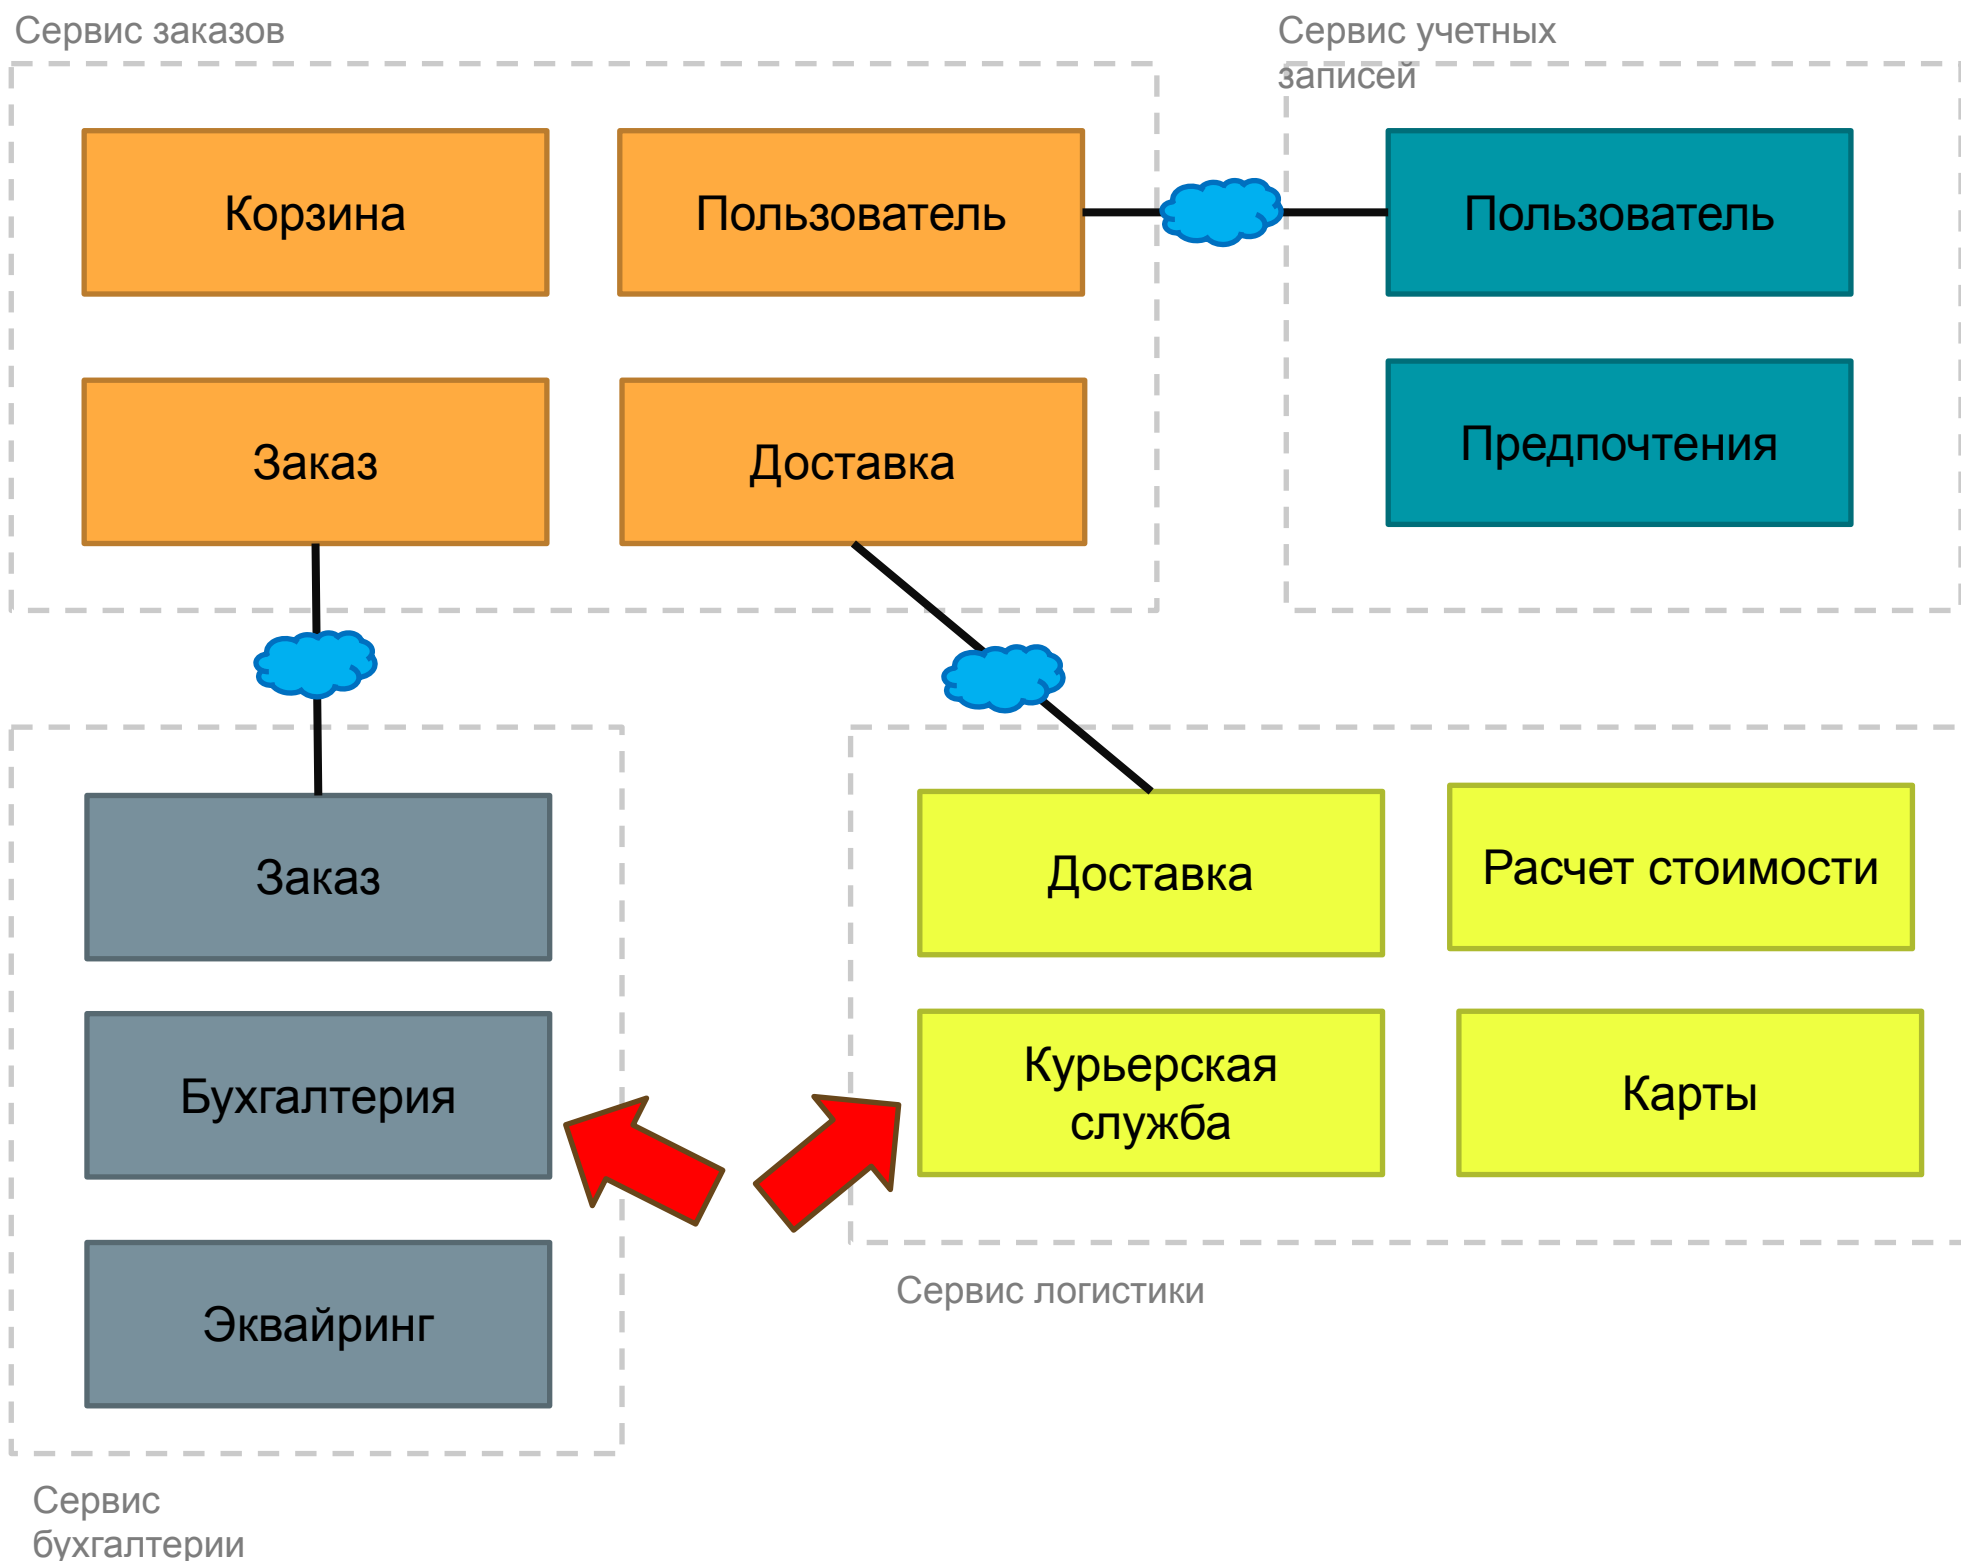 Сервис заказов
Сервис учетных
записей
Корзина
Пользователь
Пользователь
Заказ
Доставка
Предпочтения
Заказ
Доставка
Расчет стоимости
Бухгалтерия
Курьерская
служба
Карты
Эквайринг
Сервис логистики
Сервис
бухгалтерии